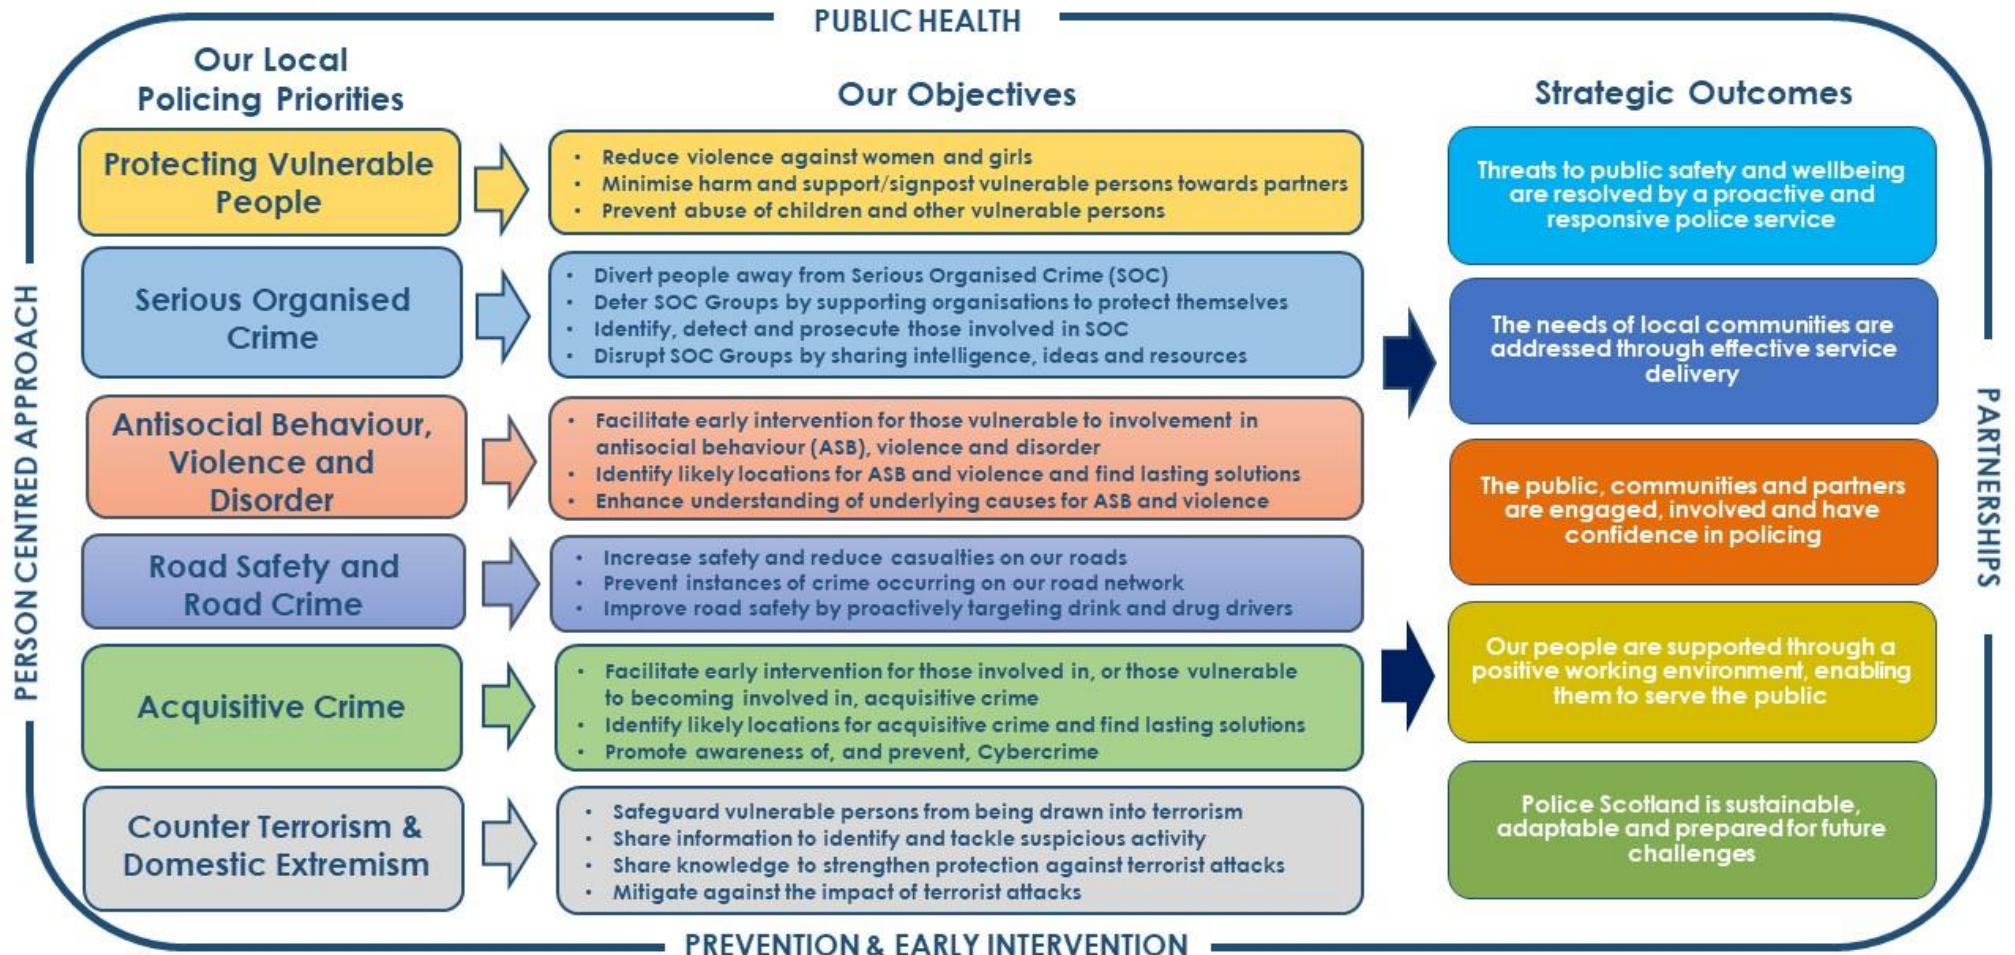 PUBLIC HEALTH
Our Local
Policing Priorities
Our Objectives
Strategic Outcomes
PERSON CENTRED APPROACH
Protecting Vulnerable
People
• Reduce violence against women and girls
• Minimise harm and support/signpost vulnerable persons towards partners
• Prevent abuse of children and other vulnerable persons
Serious Organised
Crime
• Divert people away from Serious Organised Crime (SOC)
• Deter SOC Groups by supporting organisations to protect themselves
• Identify, detect and prosecute those involved in SOC
• Disrupt SOC Groups by sharing intelligence, ideas and resources
Antisocial Behaviour,
Violence and
Disorder
• Facilitate early intervention for those vulnerable to involvement in
antisocial behaviour (ASB), violence and disorder
• Identify likely locations for ASB and violence and find lasting solutions
• Enhance understanding of underlying causes for ASB and violence
Road Safety and
Road Crime
• Increase safety and reduce casualties on our roads
• Prevent instances of crime occurring on our road network
• Improve road safety by proactively targeting drink and drug drivers
Acquisitive Crime
• Facilitate early intervention for those involved in, or those vulnerable
to becoming involved in, acquisitive crime
• Identify likely locations for acquisitive crime and find lasting solutions
• Promote awareness of, and prevent, Cybercrime
Counter Terrorism &
Domestic Extremism
• Safeguard vulnerable persons from being drawn into terrorism
• Share information to identify and tackle suspicious activity
• Share knowledge to strengthen protection against terrorist attacks
• Mitigate against the impact of terrorist attacks
Threats to public safety and wellbeing
are resolved by a proactive and
responsive police service
The needs of local communities are
addressed through effective service
delivery
The public, communities and partners
are engaged, involved and have
confidence in policing
Our people are supported through a
positive working environment, enabling
them to serve the public
Police Scotland is sustainable,
adaptable and prepared for future
challenges
PARTNERSHIPS
PREVENTION & EARLY INTERVENTION